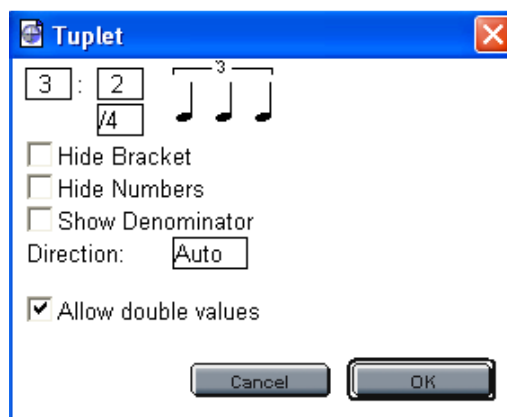 Tuplet
3 : 2
3
/4
Hide Bracket
Hide Numbers
Show Denominator
Direction: Auto
Allow double values
Cancel OK